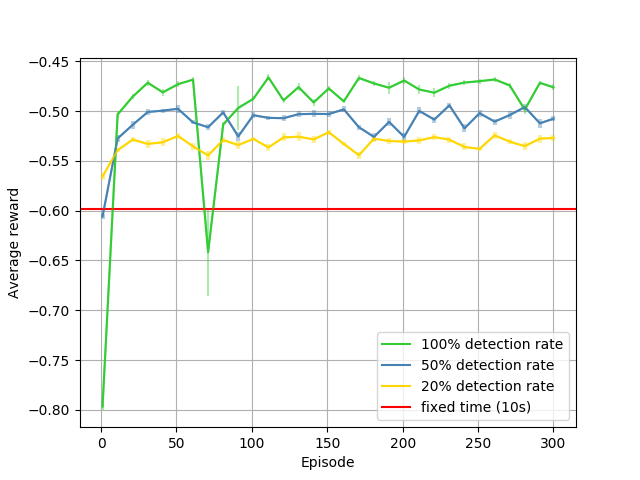 −0.45
−0.50
−0.55
−0.60
−0.65
−0.70
−0.75
−0.80
Average reward
0 50 100 150 200 250 300
Episode
100% detection rate
50% detection rate
20% detection rate
fixed time (10s)